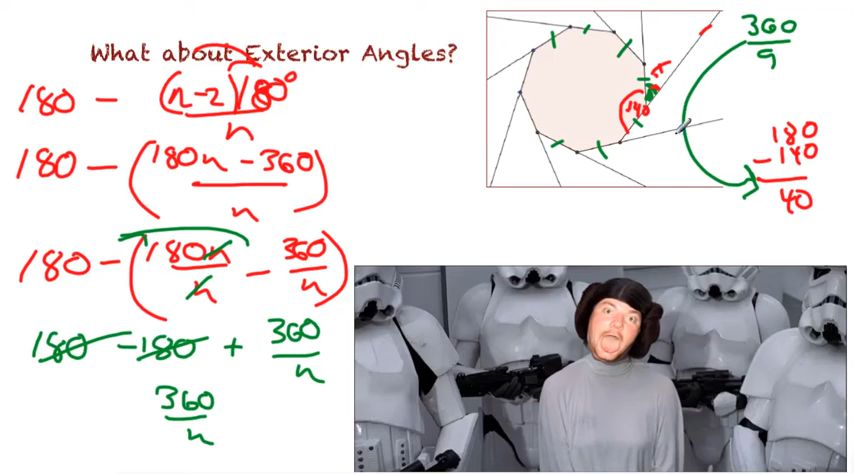 What about Exterior Angles?
180 - (n-2)180°
n
180 - (180n - 360)
n
180 - (180n/n - 360/n)
180 - 180 + 360/n
360
n
140
360
9
180
- 140
40